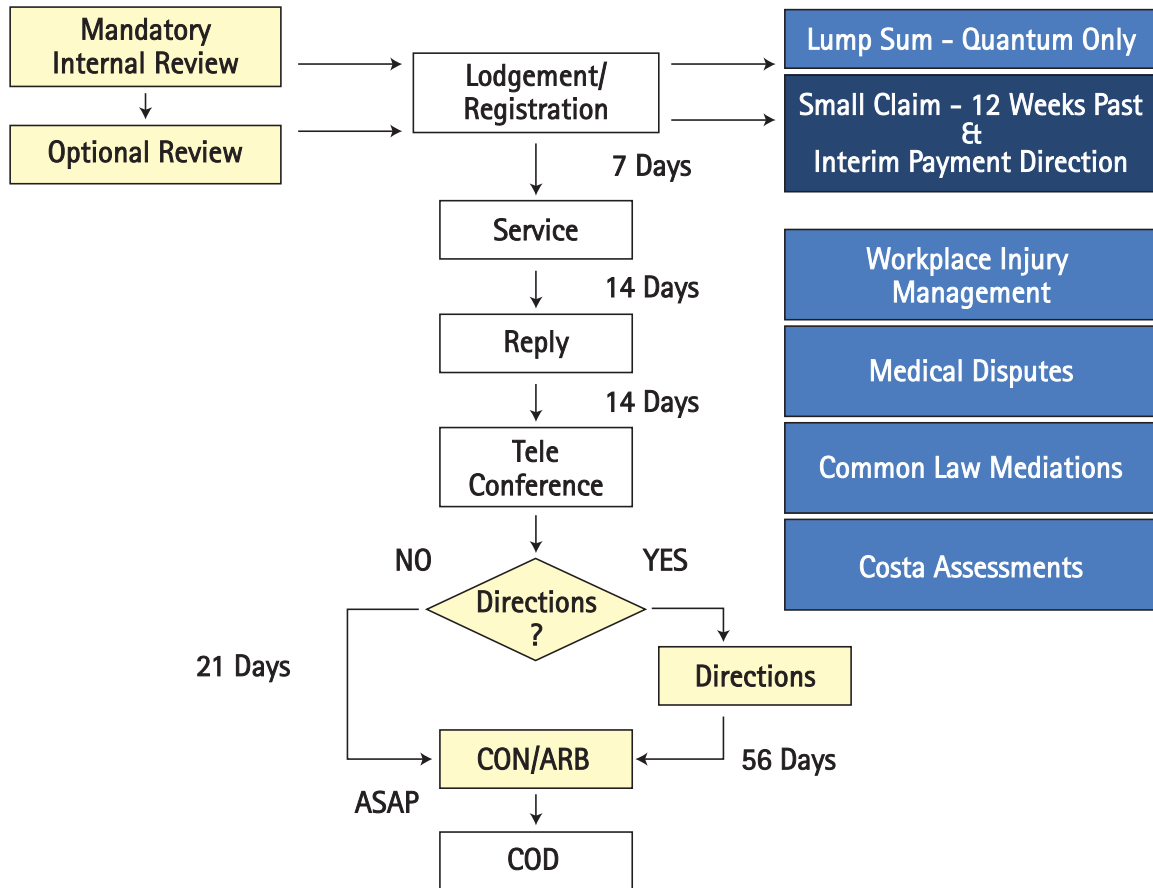 Mandatory
Internal Review
Optional Review
Lodgement/
Registration
Lump Sum - Quantum Only
Small Claim - 12 Weeks Past
&
Interim Payment Direction
7 Days
Service
14 Days
Reply
14 Days
Tele
Conference
Workplace Injury
Management
Medical Disputes
Common Law Mediations
Costa Assessments
NO
YES
Directions
?
21 Days
Directions
56 Days
CON/ARB
ASAP
COD